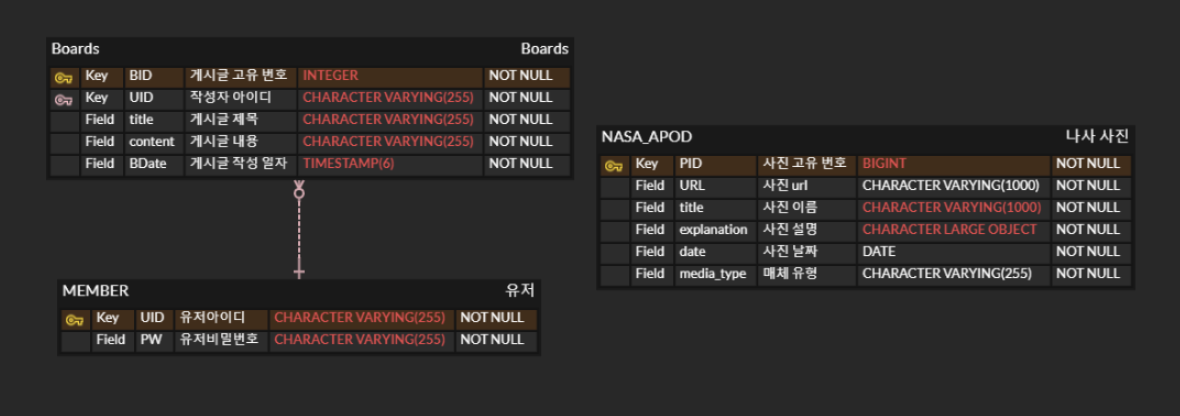 Boards Boards
Key BID 게시글 고유 번호 INTEGER NOT NULL
Key UID 작성자 아이디 CHARACTER VARYING(255) NOT NULL
Field title 게시글 제목 CHARACTER VARYING(255) NOT NULL
Field content 게시글 내용 CHARACTER VARYING(255) NOT NULL
Field BDate 게시글 작성 일자 TIMESTAMP(6) NOT NULL
NASA_APOD 나사 사진
Key PID 사진 고유 번호 BIGINT NOT NULL
Field URL 사진 url CHARACTER VARYING(1000) NOT NULL
Field title 사진 이름 CHARACTER VARYING(1000) NOT NULL
Field explanation 사진 설명 CHARACTER LARGE OBJECT NOT NULL
Field date 사진 날짜 DATE NOT NULL
Field media_type 매체 유형 CHARACTER VARYING(255) NOT NULL
MEMBER 유저
Key UID 유저아이디 CHARACTER VARYING(255) NOT NULL
Field PW 유저비밀번호 CHARACTER VARYING(255) NOT NULL